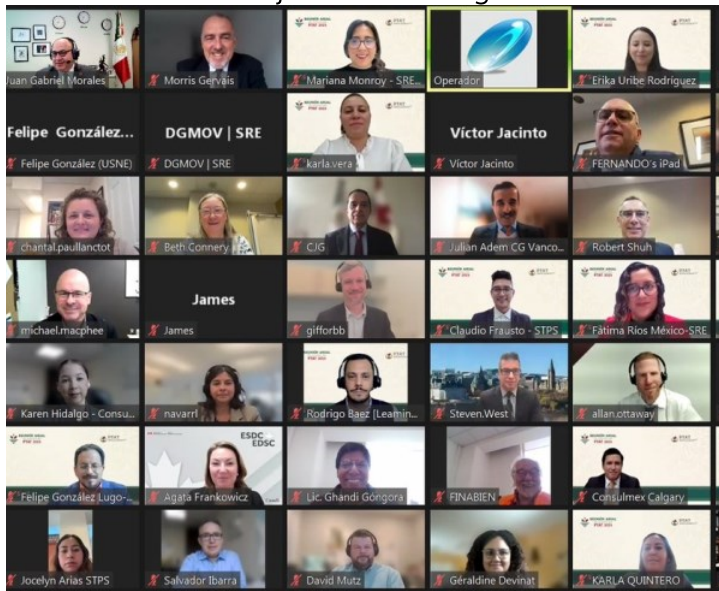 Juan Gabriel Morales
Morris Gervais
Mariana Monroy - SRE...
Operador
Erika Uribe Rodríguez
Felipe González...
Felipe González (USNE)
DGMOV | SRE
DGMOV | SRE
karla.vera
Víctor Jacinto
Víctor Jacinto
FERNANDO's iPad
chantal.paullanctot
Beth Connery
CJG
Julian Adem CG Vanco...
Robert Shuh
michael.macphee
James
James
gifforbb
Claudio Frausto - STPS
Fátima Ríos México-SRE
Karen Hidalgo - Consu...
navarrl
Rodrigo Baez [Leamin...
Steven.West
allan.ottaway
Felipe González Lugo-...
ESDC
EDSC
Agata Frankowicz
Lic. Ghandi Góngora
FINABIEN
Consulmex Calgary
Jocelyn Arias STPS
Salvador Ibarra
David Mutz
Géraldine Devinat
KARLA QUINTERO